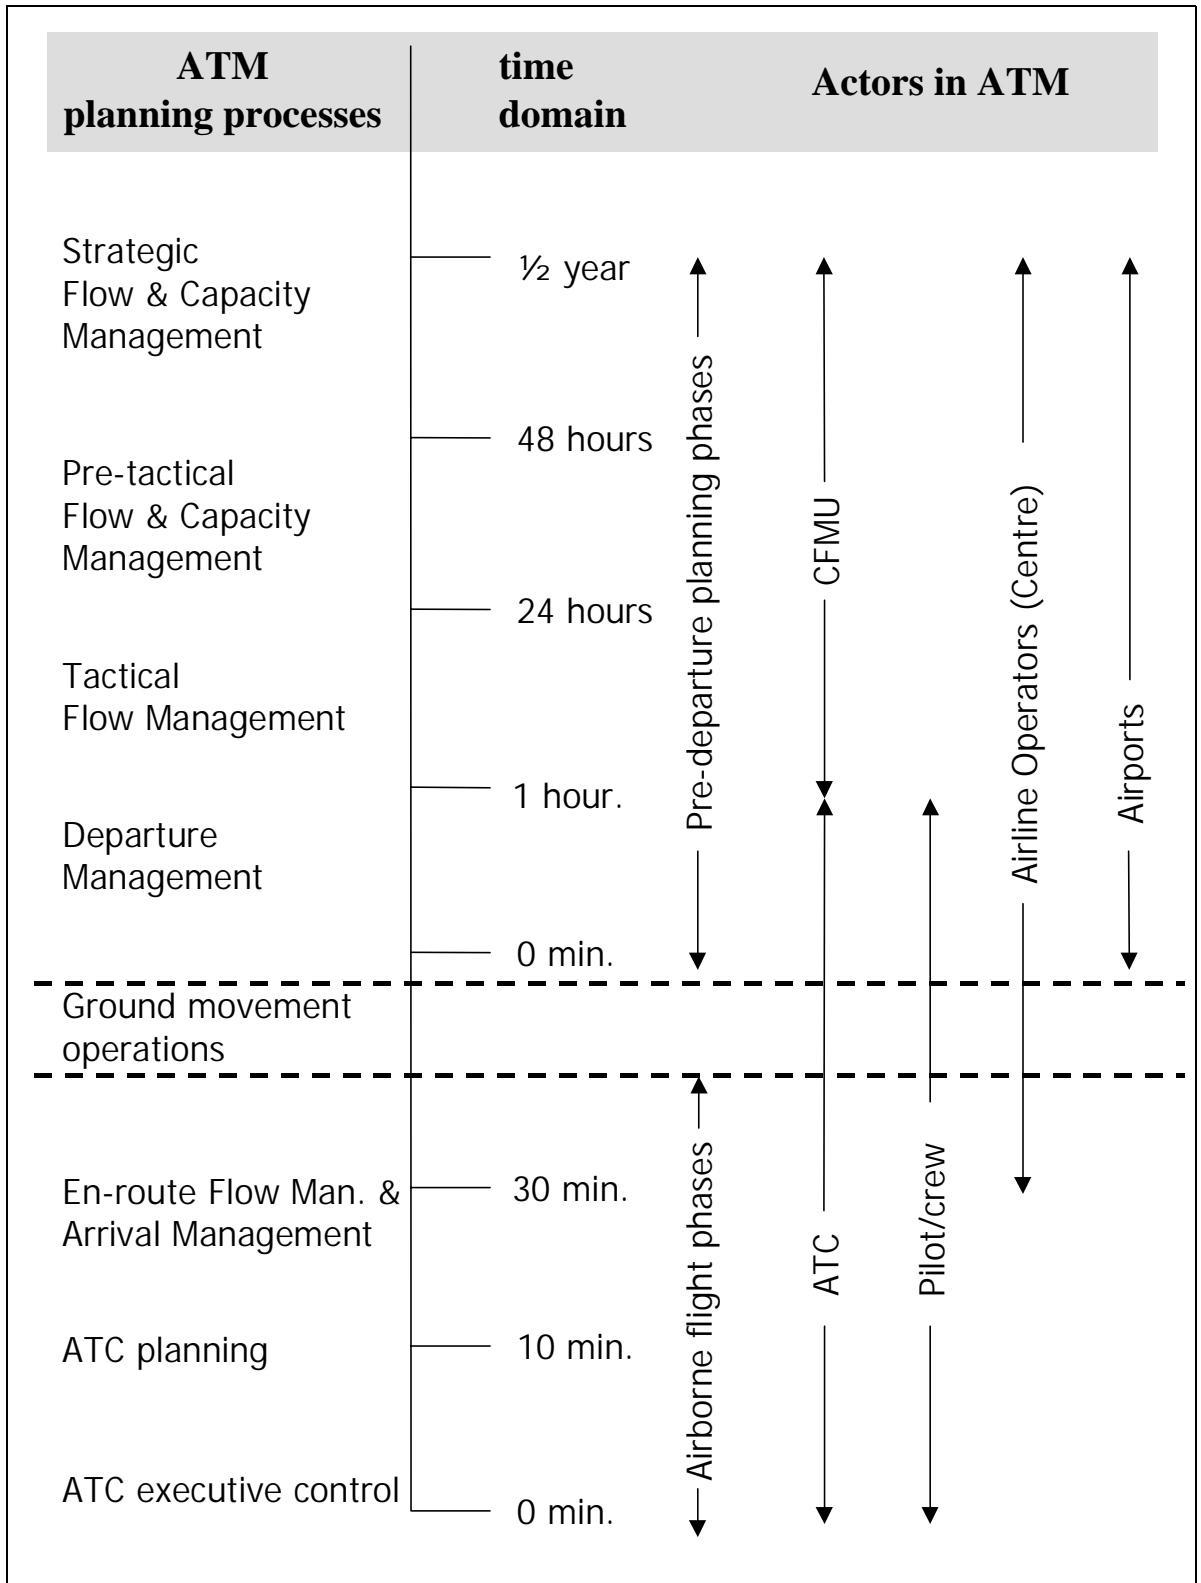 ATM
planning processes
time
domain
Actors in ATM
Strategic
Flow & Capacity
Management
½ year
48 hours
Pre-tactical
Flow & Capacity
Management
24 hours
Tactical
Flow Management
1 hour.
Departure
Management
0 min.
Ground movement
operations
En-route Flow Man. &
Arrival Management
30 min.
ATC planning
10 min.
ATC executive control
0 min.
Pre-departure planning phases
Airborne flight phases
CFMU
ATC
Pilot/crew
Airline Operators (Centre)
Airports